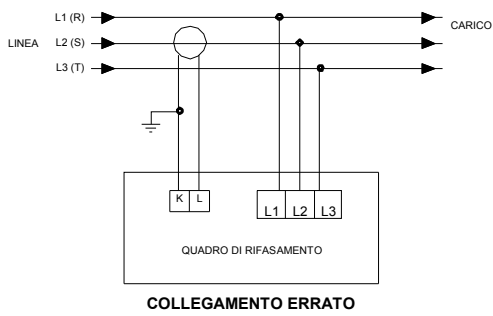 L1 (R)
CARICO
LINEA L2 (S)
L3 (T)
K L
L1 L2 L3
QUADRO DI RIFASAMENTO
COLLEGAMENTO ERRATO